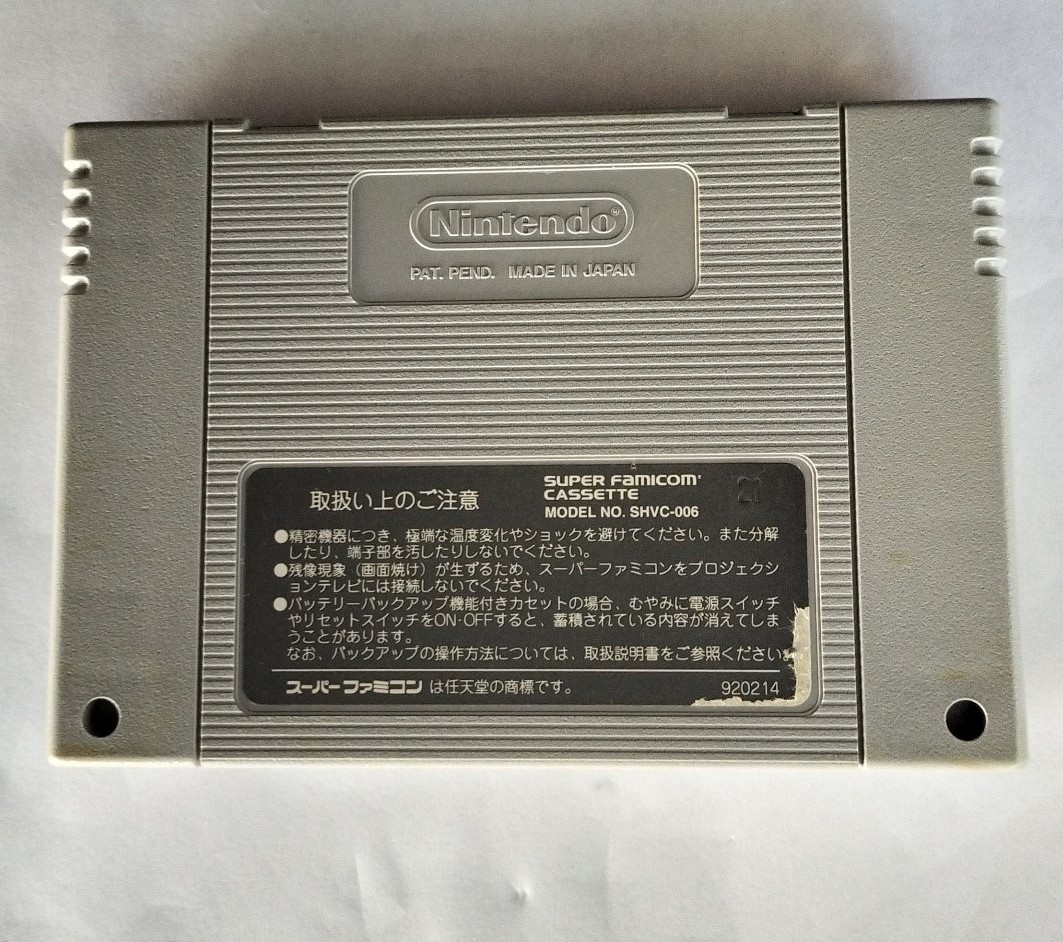 Nintendo®
PAT. PEND. MADE IN JAPAN
取扱い上のご注意
SUPER FAMICOM
CASSETTE
MODEL NO. SHVC-006
21
●精密機器につき、極端な温度変化やショックを避けてください。また分解
したり、端子部を汚したりしないでください。
●残像現象（画面焼け）が生ずるため、スーパーファミコンをプロジェクシ
ョンテレビには接続しないでください。
●バッテリーバックアップ機能付きカセットの場合、むやみに電源スイッチ
やリセットスイッチをON·OFFすると、蓄積されている内容が消えてしま
うことがあります。
なお、バックアップの操作方法については、取扱説明書をご参照ください
スーパーファミコン は任天堂の商標です。
920214